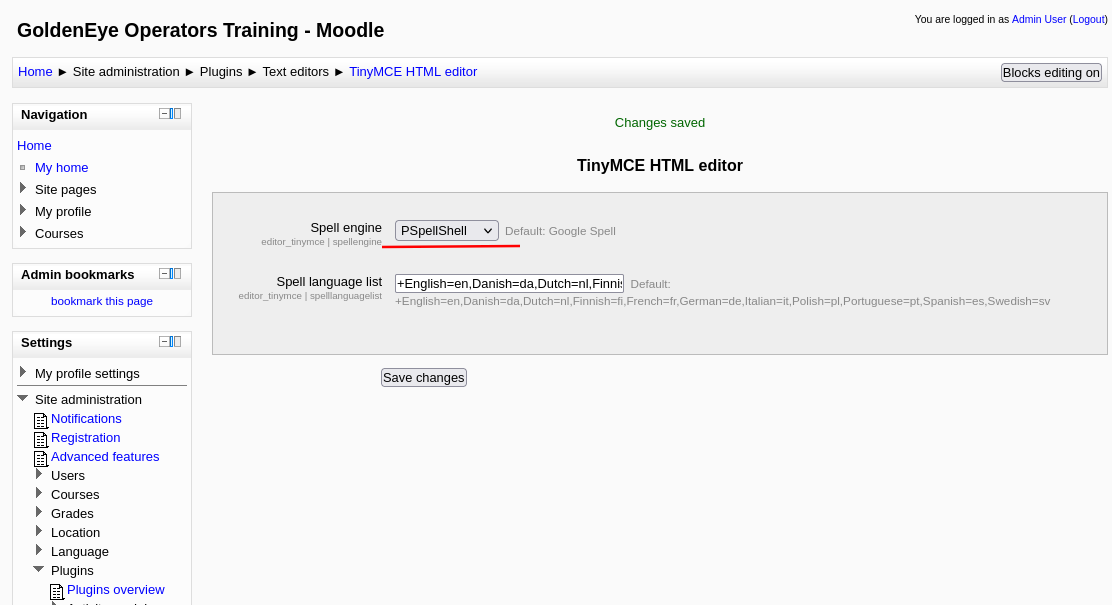 GoldenEye Operators Training - Moodle
You are logged in as Admin User (Logout)
Home ► Site administration ► Plugins ► Text editors ► TinyMCE HTML editor
Blocks editing on
Navigation
Home
My home
Site pages
My profile
Courses
Admin bookmarks
bookmark this page
Settings
My profile settings
Site administration
Notifications
Registration
Advanced features
Users
Courses
Grades
Location
Language
Plugins
Plugins overview
Changes saved
TinyMCE HTML editor
Spell engine
editor_tinymce | spellengine
PSpellShell
Default: Google Spell
Spell language list
editor_tinymce | spelllanguagelist
+English=en,Danish=da,Dutch=nl,Finnis
Default:
+English=en,Danish=da,Dutch=nl,Finnish=fi,French=fr,German=de,Italian=it,Polish=pl,Portuguese=pt,Spanish=es,Swedish=sv
Save changes